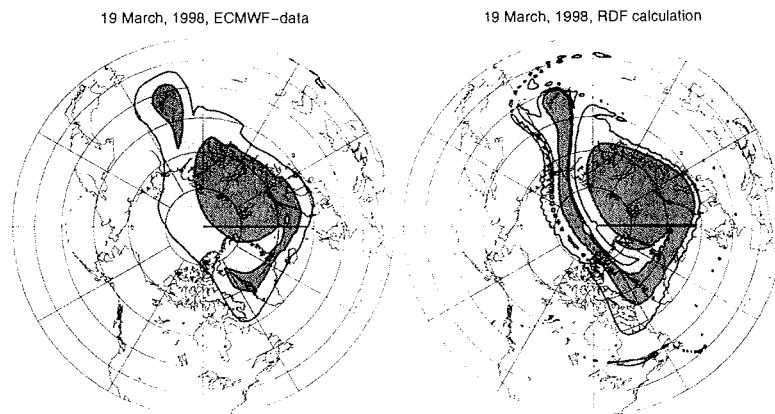 19 March, 1998, ECMWF-data
19 March, 1998, RDF calculation